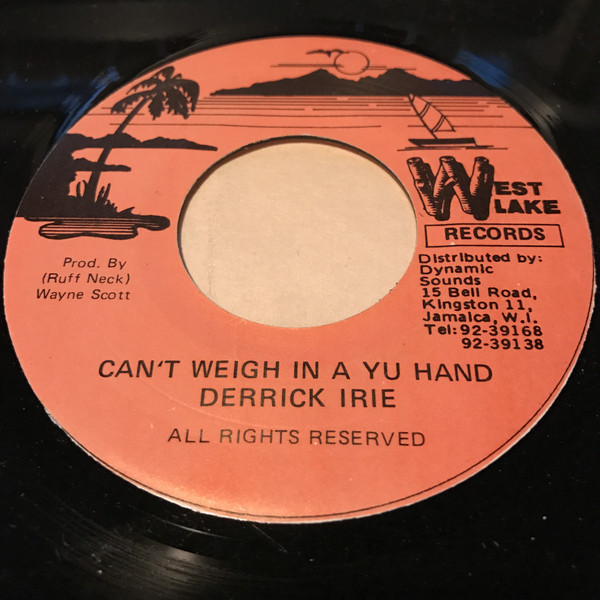 WEST
LAKE
RECORDS
Prod. By
(Ruff Neck)
Wayne Scott
Distributed by:
Dynamic
Sounds
15 Bell Road,
Kingston 11,
Jamaica, W.I.
Tel: 92-39168
92-39138
CAN'T WEIGH IN A YU HAND
DERRICK IRIE
ALL RIGHTS RESERVED